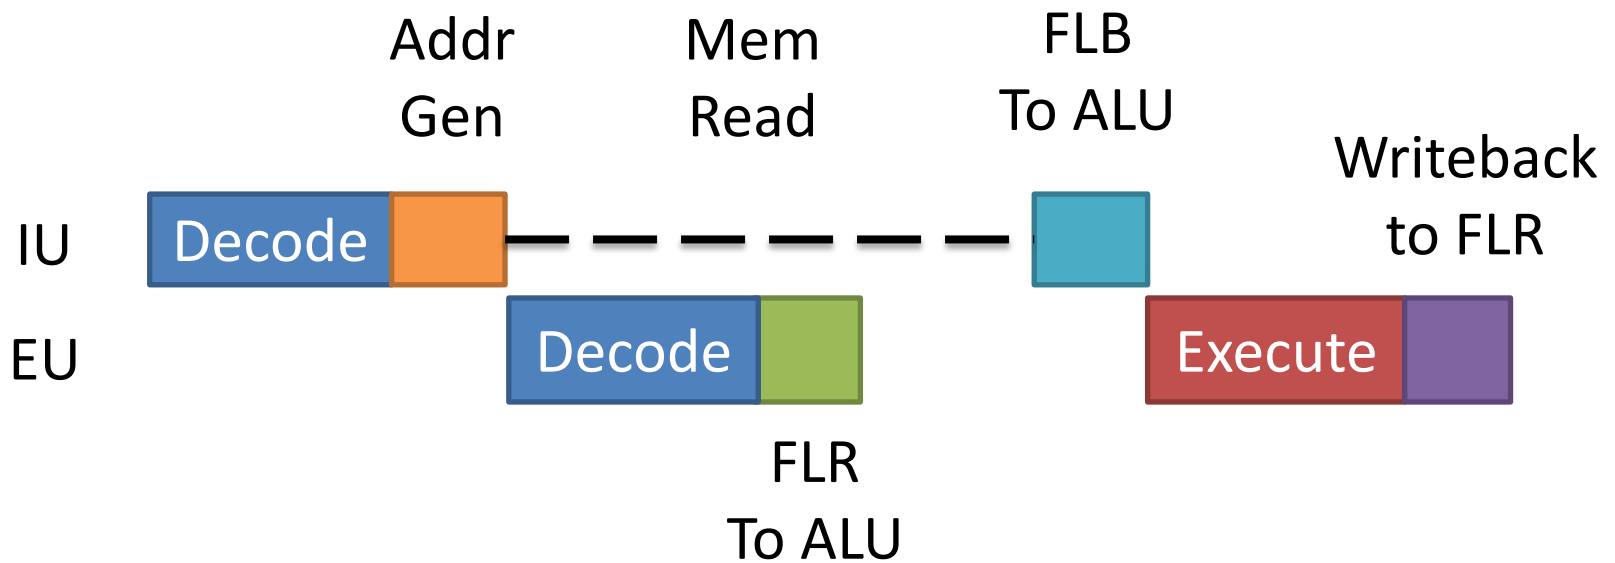 Addr
Gen
Mem
Read
FLB
To ALU
Writeback
to FLR
IU
Decode
EU
Decode
Execute
FLR
To ALU